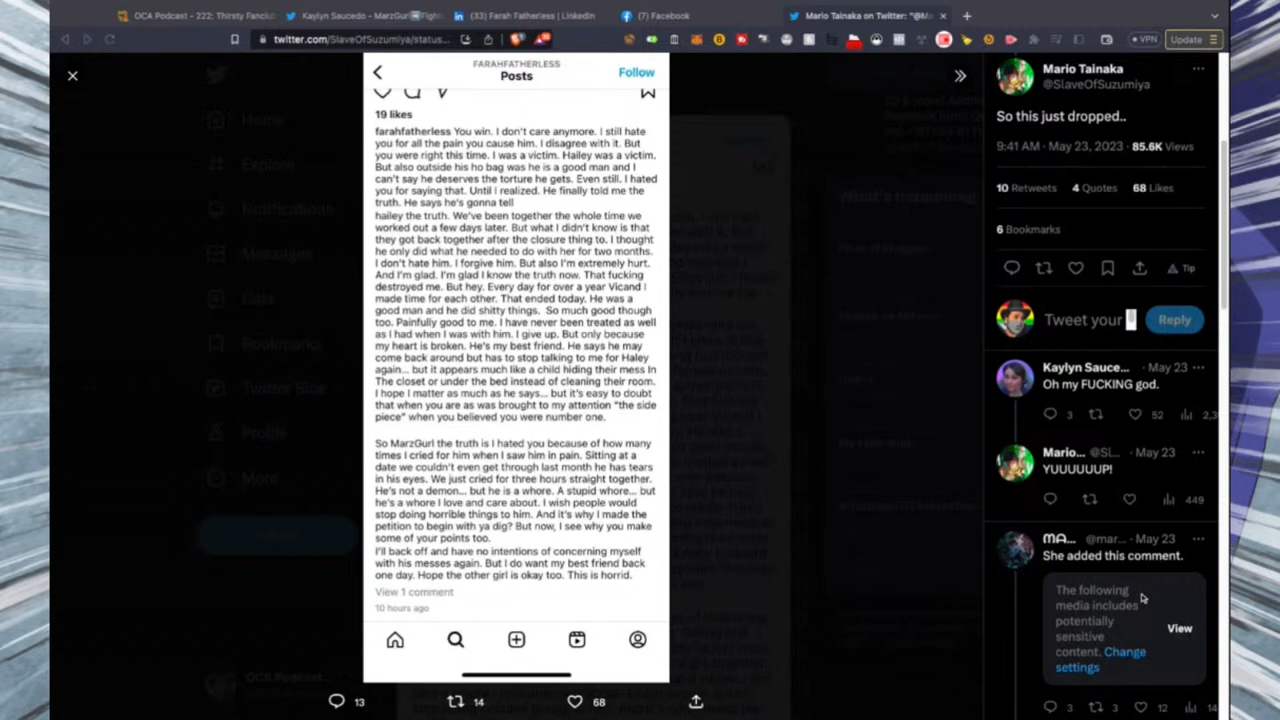 OCA Podcast - 222: Thirsty Fanclu
Kaylyn Saucedo - MarzGurl
(33) Farah Fatherless | LinkedIn
(7) Facebook
Mario Tainaka on Twitter: "@Ma
twitter.com/SlaveOfSuzumiya/status...
VPN
Update
FARAHFATHERLESS
Posts
Follow
19 likes
farahfatherless You win. I don't care anymore. I still hate
you for all the pain you cause him. I disagree with it. But
you were right this time. I was a victim. Hailey was a victim.
But also outside his ho bag was he is a good man and I
can't say he deserves the torture he gets. Even still. I hated
you for saying that. Until I realized. He finally told me the
truth. He says he's gonna tell
hailey the truth. We've been together the whole time we
worked out a few days later. But what I didn't know is that
they got back together after the closure thing to. I thought
he only did what he needed to do with her for two months.
I don't hate him. I forgive him. But also I'm extremely hurt.
And I'm glad. I'm glad I know the truth now. That fucking
destroyed me. But hey. Every day for over a year Vicand I
made time for each other. That ended today. He was a
good man and he did shitty things. So much good though
too. Painfully good to me. I have never been treated as well
as I had when I was with him. I give up. But only because
my heart is broken. He's my best friend. He says he may
come back around but has to stop talking to me for Haley
again... but it appears much like a child hiding their mess In
The closet or under the bed instead of cleaning their room.
I hope I matter as much as he says... but it's easy to doubt
that when you are as was brought to my attention "the side
piece" when you believed you were number one.
So MarzGurl the truth is I hated you because of how many
times I cried for him when I saw him in pain. Sitting at a
date we couldn't even get through last month he has tears
in his eyes. We just cried for three hours straight together.
He's not a demon... but he is a whore. A stupid whore... but
he's a whore I love and care about. I wish people would
stop doing horrible things to him. And it's why I made the
petition to begin with ya dig? But now, I see why you make
some of your points too.
I'll back off and have no intentions of concerning myself
with his messes again. But I do want my best friend back
one day. Hope the other girl is okay too. This is horrid.
View 1 comment
10 hours ago
13
14
68
Home
Explore
Notifications
Messages
Lists
Bookmarks
Twitter Blue
Profile
More
What's happening
OCA Podcast...
Mario Tainaka
@SlaveOfSuzumiya
So this just dropped..
9:41 AM · May 23, 2023 · 85.6K Views
10 Retweets 4 Quotes 68 Likes
6 Bookmarks
Tip
Tweet your
Reply
Kaylyn Sauce... · May 23
Oh my FUCKING god.
3 52 2,3
Mario... @SL... · May 23
YUUUUUUP!
449
MA... @mar... · May 23
She added this comment.
The following
media includes
potentially
sensitive
content. Change
settings
View
3 3 12 14